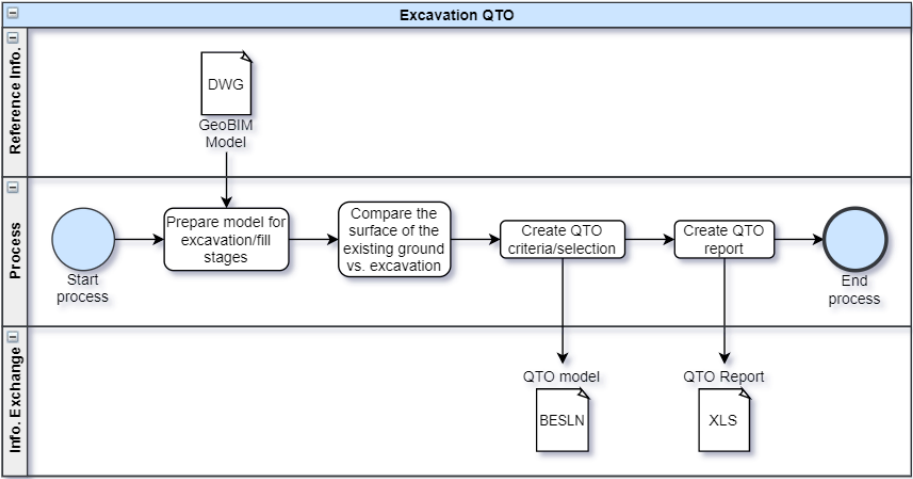 Excavation QTO
Reference Info.
DWG
GeoBIM
Model
Process
Start
process
Prepare model for
excavation/fill
stages
Compare the
surface of the
existing ground
vs. excavation
Create QTO
criteria/selection
Create QTO
report
End
process
Info. Exchange
QTO model
BESLN
QTO Report
XLS